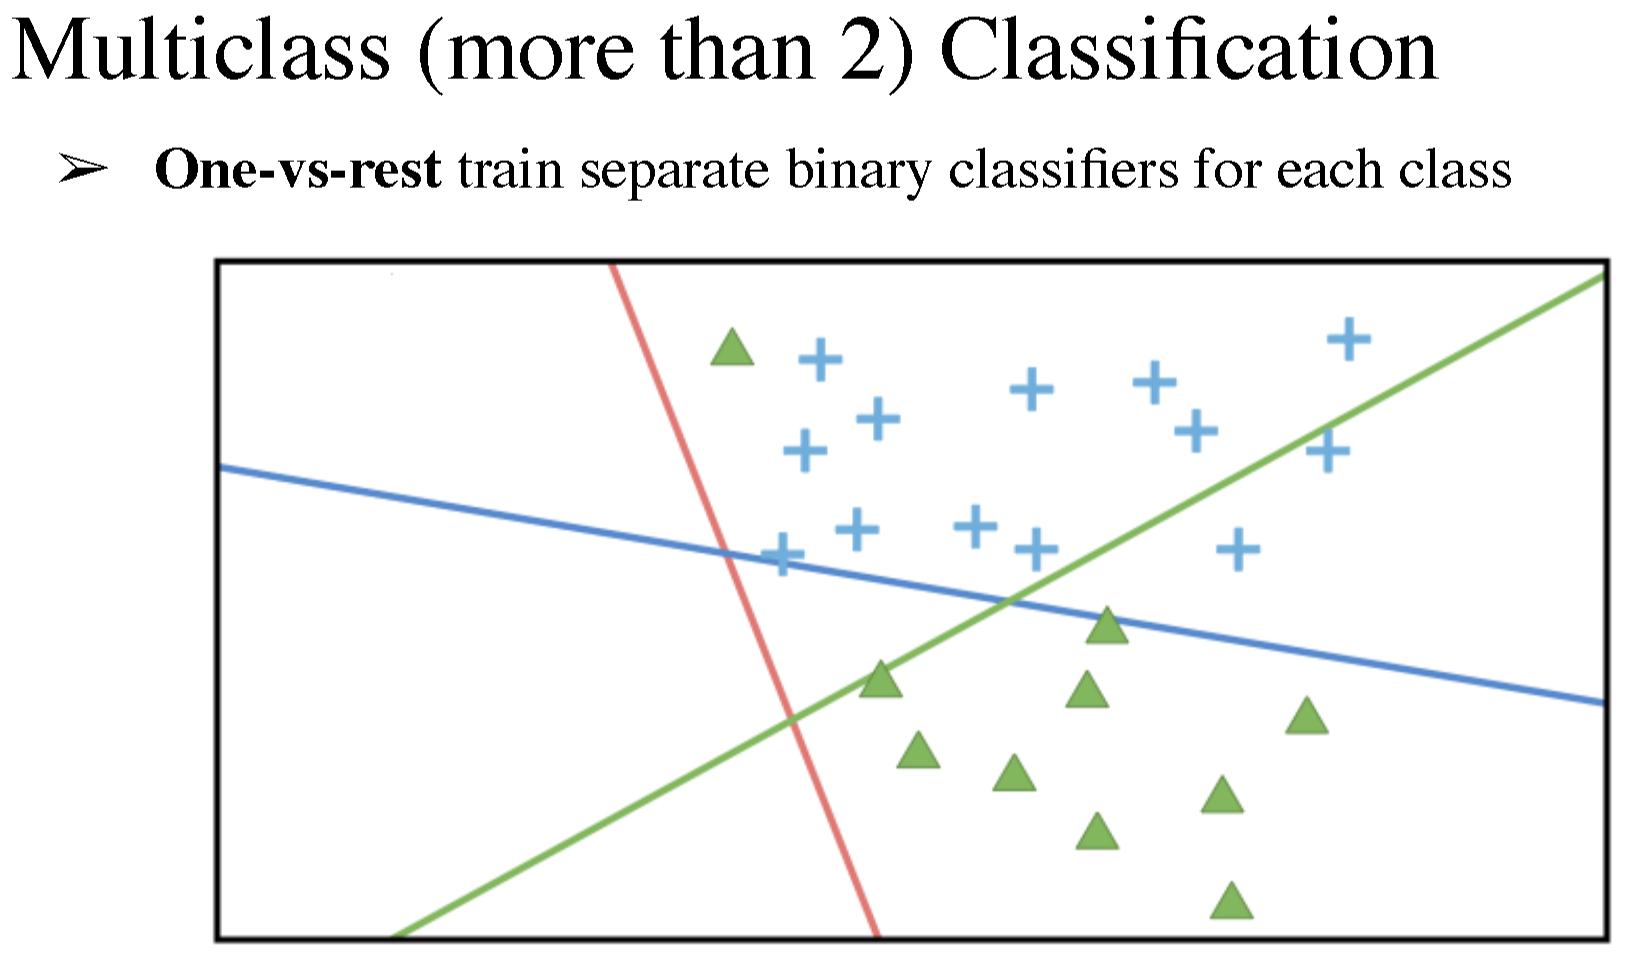 Multiclass (more than 2) Classification
➢ One-vs-rest train separate binary classifiers for each class